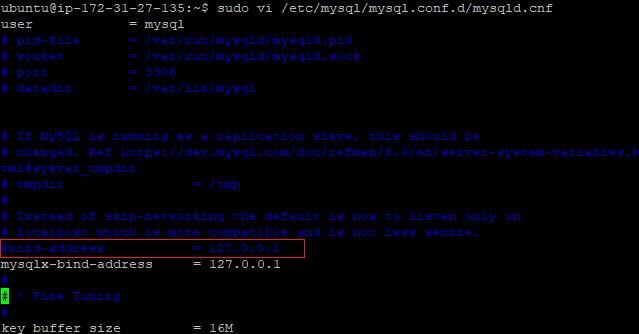 ubuntu@ip-172-31-27-135:~$ sudo vi /etc/mysql/mysql.conf.d/mysqld.cnf
user            = mysql
# pid-file      = /var/run/mysqld/mysqld.pid
# socket        = /var/run/mysqld/mysqld.sock
# port          = 3306
# datadir       = /var/lib/mysql
# If MySQL is running as a replication slave, this should be
# changed. Ref https://dev.mysql.com/doc/refman/8.0/en/server-system-variables.h
tml#sysvar_tmpdir
# tmpdir                = /tmp
#
# Instead of skip-networking the default is now to listen only on
# localhost which is more compatible and is not less secure.
#bind-address           = 127.0.0.1
mysqlx-bind-address     = 127.0.0.1
#
# * Fine Tuning
#
key_buffer_size         = 16M